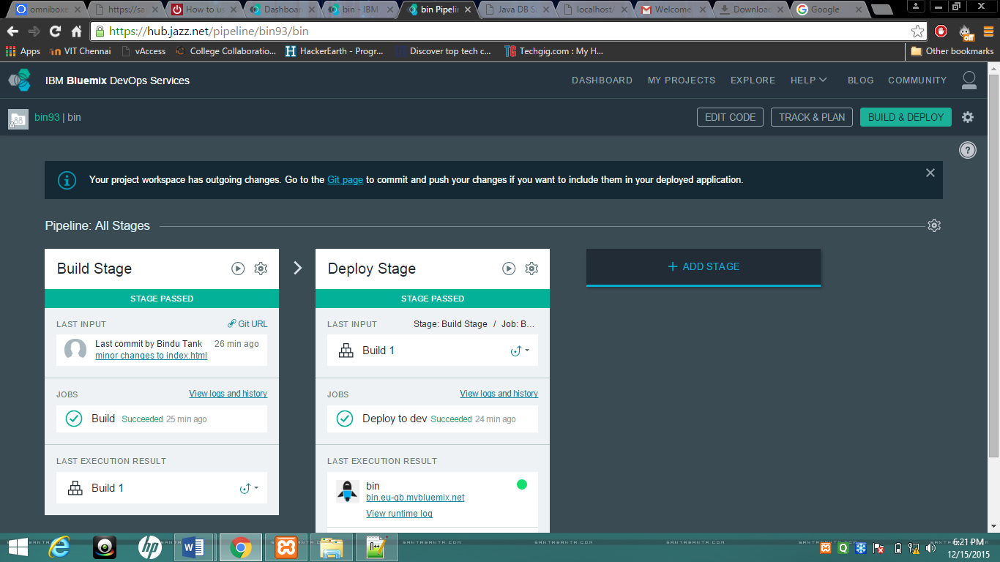 omniboxe
https://sa
How to us
Dashboar
bin - IBM
bin Pipelin
Java DB S
localhost/
Welcome
Downloac
Google
https://hub.jazz.net/pipeline/bin93/bin
Apps VIT Chennai vAccess College Collaboratio... HackerEarth - Progr... Discover top tech c... Techgig.com : My H... Other bookmarks
off
IBM Bluemix DevOps Services
DASHBOARD MY PROJECTS EXPLORE HELP BLOG COMMUNITY
bin93 | bin
EDIT CODE TRACK & PLAN BUILD & DEPLOY
?
Your project workspace has outgoing changes. Go to the Git page to commit and push your changes if you want to include them in your deployed application.
Pipeline: All Stages
Build Stage
STAGE PASSED
LAST INPUT Git URL
Last commit by Bindu Tank 26 min ago
minor changes to index.html
JOBS View logs and history
Build Succeeded 25 min ago
LAST EXECUTION RESULT
Build 1
Deploy Stage
STAGE PASSED
LAST INPUT Stage: Build Stage / Job: B...
Build 1
JOBS View logs and history
Deploy to dev Succeeded 24 min ago
LAST EXECUTION RESULT
bin
bin.eu-gb.mybluemix.net
View runtime log
+ ADD STAGE
SANTABANTA.COM
6:21 PM
12/15/2015